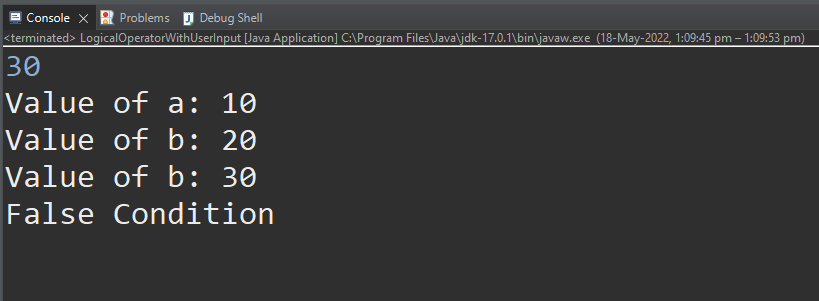 Console Problems Debug Shell
<terminated> LogicalOperatorWithUserInput [Java Application] C:\Program Files\Java\jdk-17.0.1\bin\javaw.exe (18-May-2022, 1:09:45 pm – 1:09:53 pm)
30
Value of a: 10
Value of b: 20
Value of b: 30
False Condition